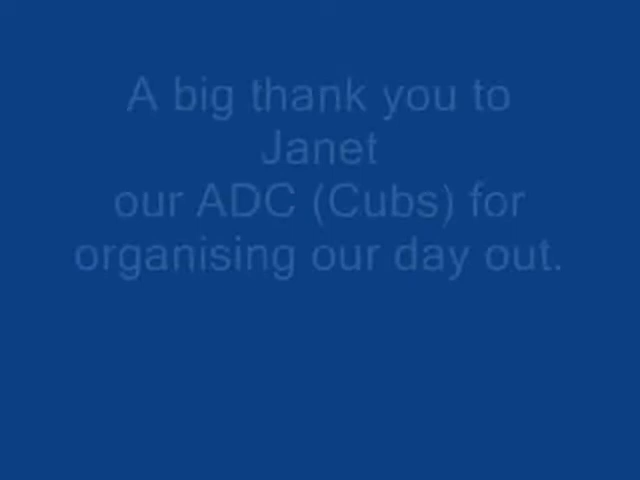 A big thank you to
Janet
our ADC (Cubs) for
organising our day out.